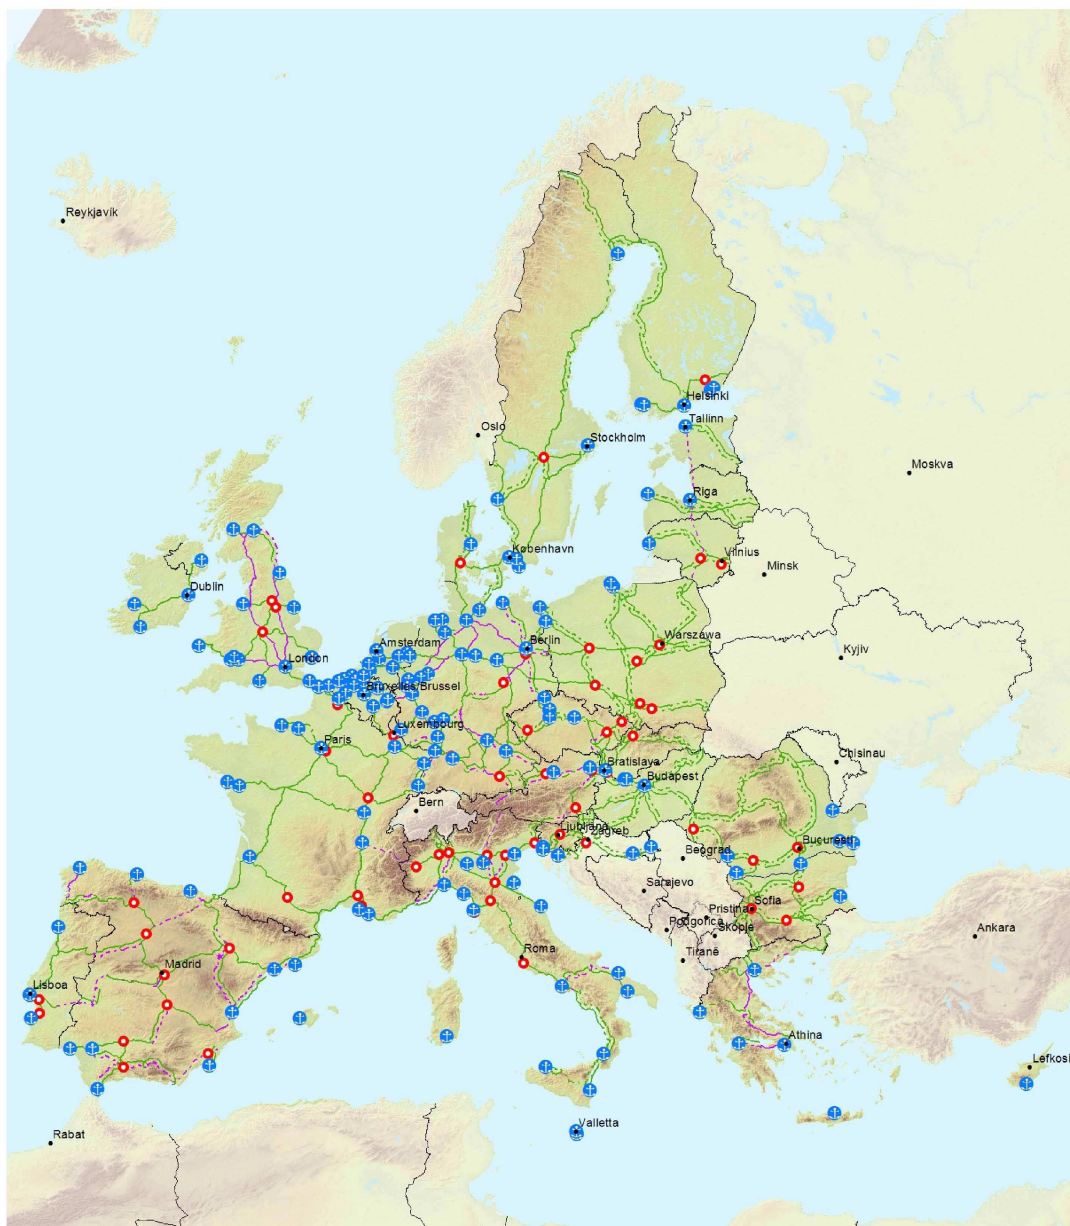 Reykjavík
Helsinki
Tallinn
Oslo
Stockholm
Moskva
Riga
København
Vilnius
Minsk
Dublin
Amsterdam
Berlin
Warszawa
Kyjiv
London
Bruxelles/Brussel
Luxembourg
Paris
Bratislava
Chisinau
Budapest
Bern
Ljubljana
Zagreb
Bucuresti
Beograd
Sarajevo
Sofia
Pristina
Podgorica
Skopje
Ankara
Roma
Tiranë
Madrid
Lisboa
Athina
Lefkosi
Valletta
Rabat